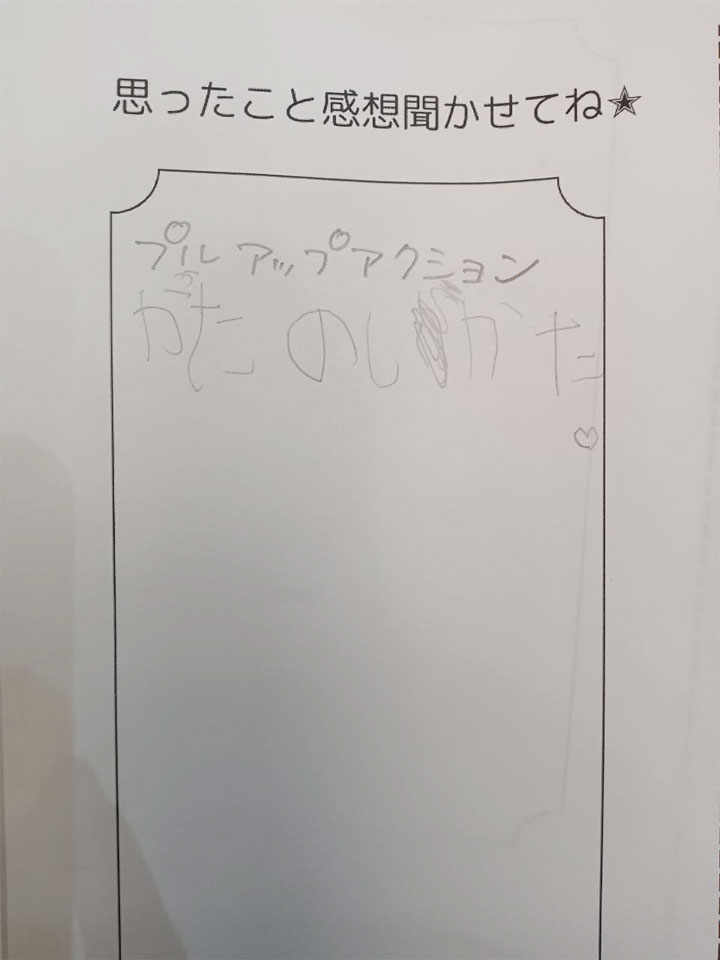 思ったこと感想聞かせてね★
プルアップアクション
がたのしかた
♡